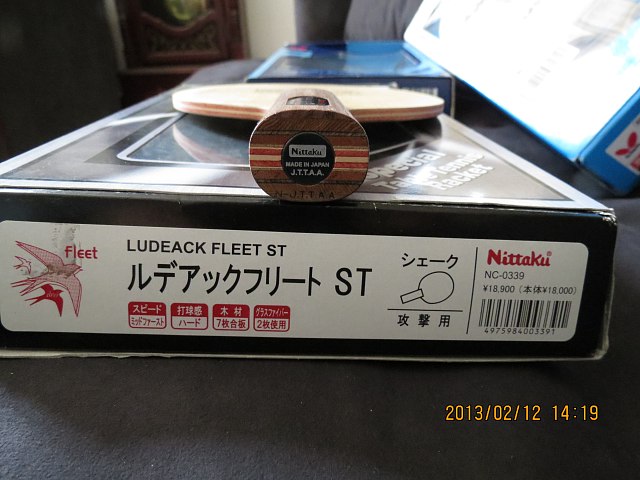 Nittaku
MADE IN JAPAN
J.T.T.A.A.
N-J.T.T.A.A
Special
Table Tennis
Racket
fleet
LUDEACK FLEET ST
ルデアックフリート ST
スピード
ミッドファースト
打球感
ハード
木材
7枚合板
グラスファイバー
2枚使用
シェーク
攻撃用
Nittaku
NC-0339
¥18,900（本体¥18,000）
4975984003391
2013/02/12 14:19